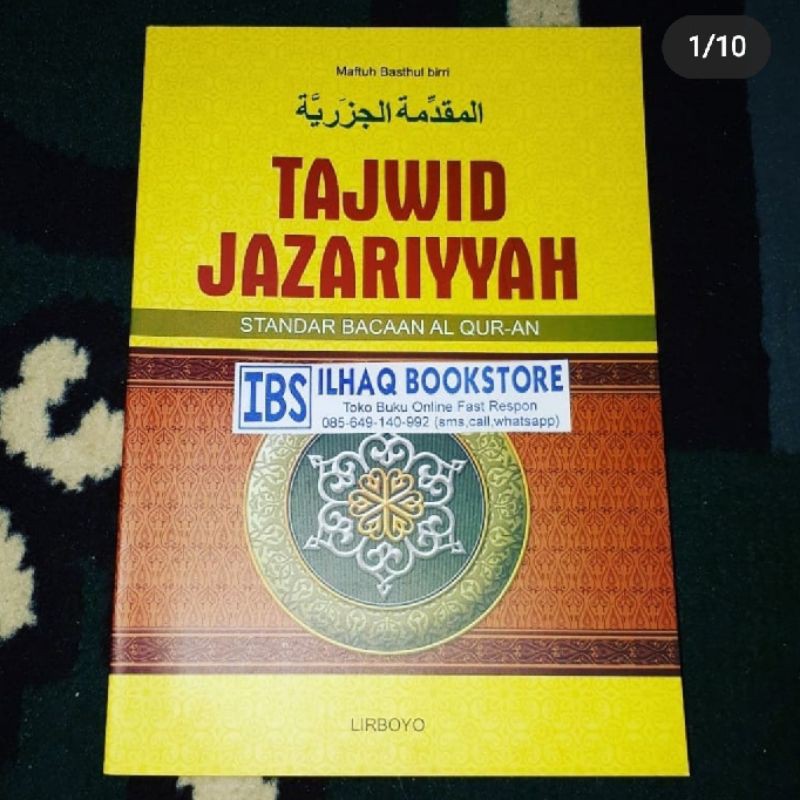 1/10
Maftuh Basthul birri
المقدِّمة الجزَريَّة
TAJWID
JAZARIYYAH
STANDAR BACAAN AL QUR-AN
IBS
ILHAQ BOOKSTORE
Toko Buku Online Fast Respon
085-649-140-992 (sms,call,whatsapp)
LIRBOYO